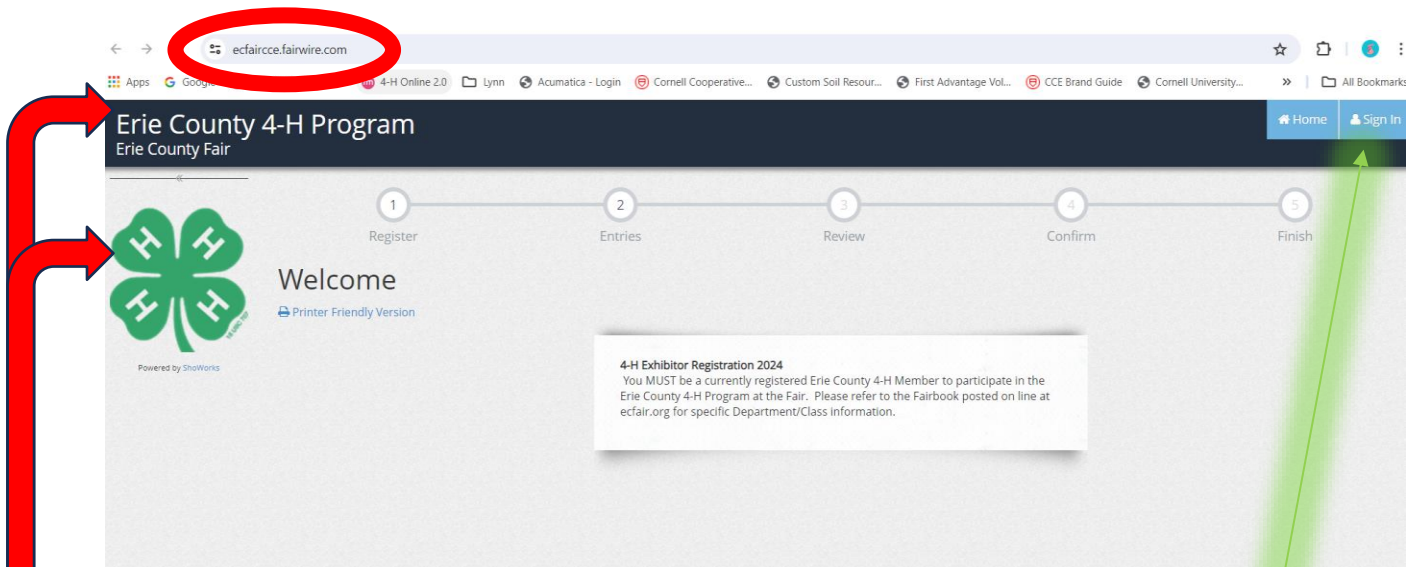 ecfaircce.fairwire.com
Apps
4-H Online 2.0
Lynn
Acumatica - Login
Cornell Cooperative...
Custom Soil Resour...
First Advantage Vol...
CCE Brand Guide
Cornell University...
»
All Bookmarks
Erie County 4-H Program
Erie County Fair
Home
Sign In
«
1
2
3
4
5
Register
Entries
Review
Confirm
Finish
H H
H H
Powered by ShoWorks
Welcome
Printer Friendly Version
4-H Exhibitor Registration 2024
You MUST be a currently registered Erie County 4-H Member to participate in the
Erie County 4-H Program at the Fair. Please refer to the Fairbook posted on line at
ecfair.org for specific Department/Class information.